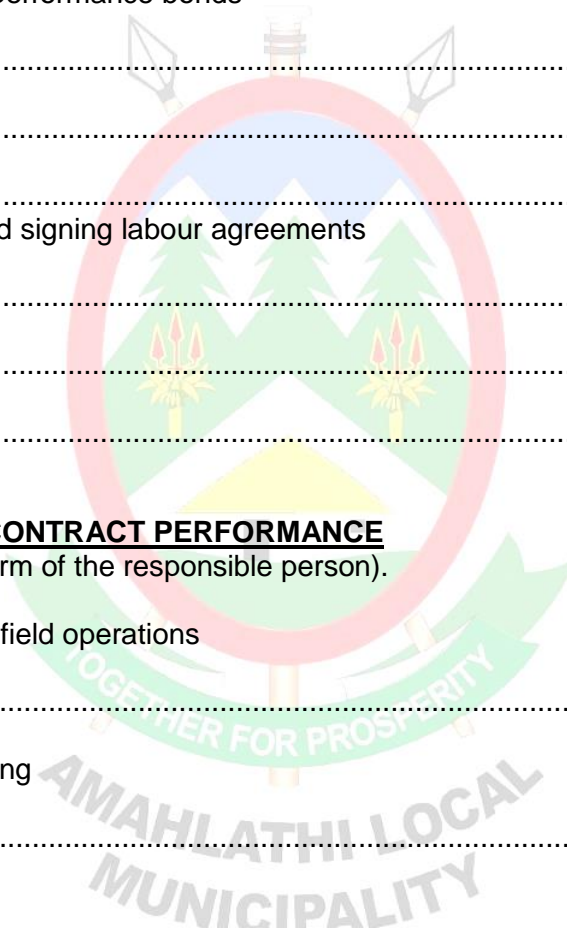 performance bonds
....................................................................................
....................................................................................
....................................................................................
d signing labour agreements
....................................................................................
....................................................................................
....................................................................................
CONTRACT PERFORMANCE
rm of the responsible person).
field operations
....................................................................................
ng
....................................................................................
TOGETHER FOR PROSPERITY
AMAHLATHI LOCAL
MUNICIPALITY